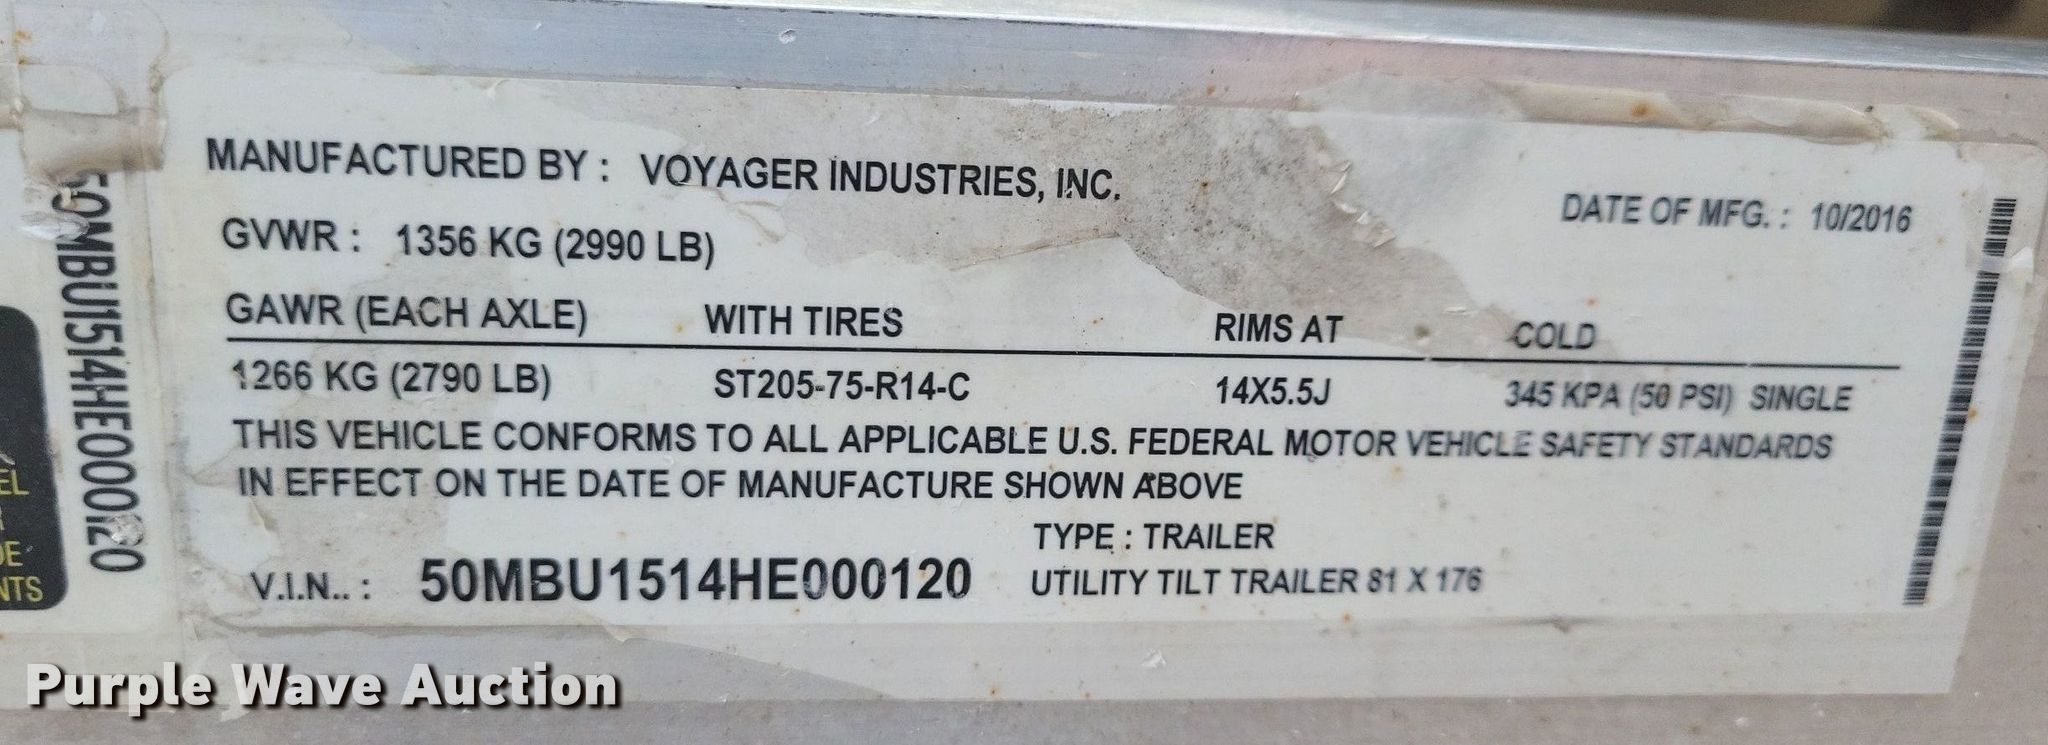 MANUFACTURED BY : VOYAGER INDUSTRIES, INC.
DATE OF MFG. : 10/2016
GVWR : 1356 KG (2990 LB)
GAWR (EACH AXLE) WITH TIRES RIMS AT COLD
1266 KG (2790 LB) ST205-75-R14-C 14X5.5J 345 KPA (50 PSI) SINGLE
THIS VEHICLE CONFORMS TO ALL APPLICABLE U.S. FEDERAL MOTOR VEHICLE SAFETY STANDARDS
IN EFFECT ON THE DATE OF MANUFACTURE SHOWN ABOVE
TYPE : TRAILER
V.I.N.. : 50MBU1514HE000120 UTILITY TILT TRAILER 81 X 176
50MBU1514HE000120
Purple Wave Auction